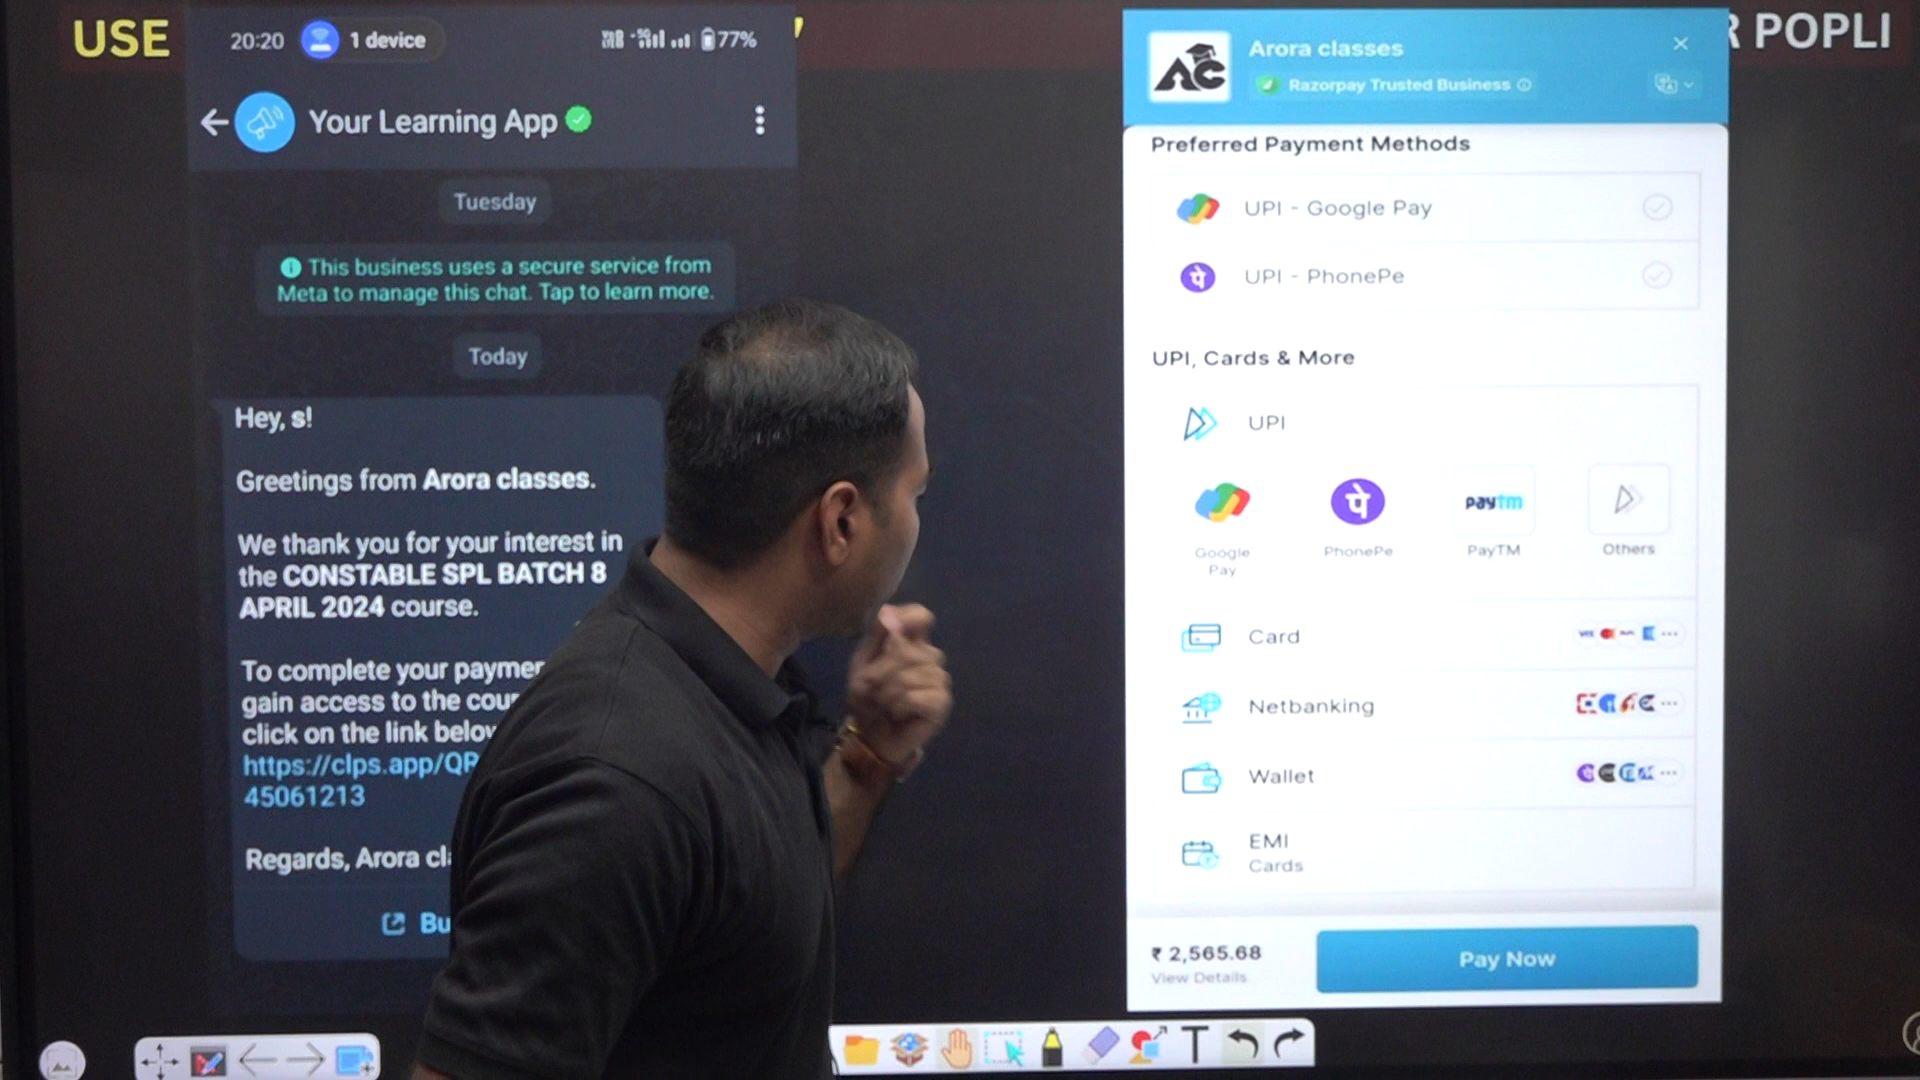 USE
POPLI
20:20
1 device
77%
Your Learning App
Tuesday
This business uses a secure service from
Meta to manage this chat. Tap to learn more.
Today
Hey, s!
Greetings from Arora classes.
We thank you for your interest in
the CONSTABLE SPL BATCH 8
APRIL 2024 course.
To complete your
gain access to the
click on the link
https://clps.app/QR
45061213
Regards, Arora
AC
Arora classes
Razorpay Trusted Business
Preferred Payment Methods
UPI - Google Pay
पे
UPI - PhonePe
UPI, Cards & More
UPI
पे
paytm
Google
Pay
PhonePe
PayTM
Others
Card
VISA
Netbanking
Wallet
EMI
Cards
₹ 2,565.68
View Details
Pay Now
T